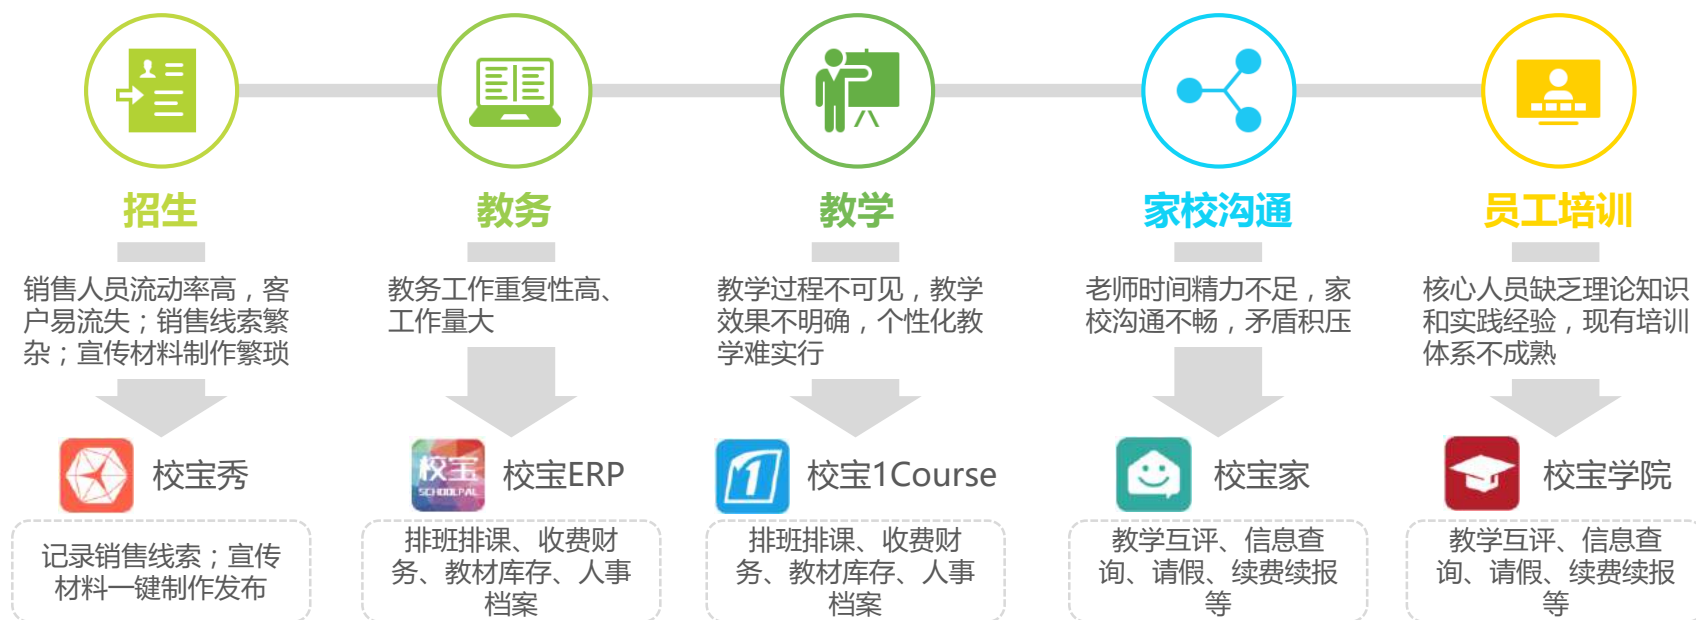 招生
教务
教学
家校沟通
员工培训
销售人员流动率高，客
户易流失；销售线索繁
杂；宣传材料制作繁琐
教务工作重复性高、
工作量大
教学过程不可见，教学
效果不明确，个性化教
学难实行
老师时间精力不足，家
校沟通不畅，矛盾积压
核心人员缺乏理论知识
和实践经验，现有培训
体系不成熟
校宝秀
校宝
SCHOOLPAL
校宝ERP
1
校宝1Course
校宝家
校宝学院
记录销售线索；宣传
材料一键制作发布
排班排课、收费财
务、教材库存、人事
档案
排班排课、收费财
务、教材库存、人事
档案
教学互评、信息查
询、请假、续费续报
等
教学互评、信息查
询、请假、续费续报
等